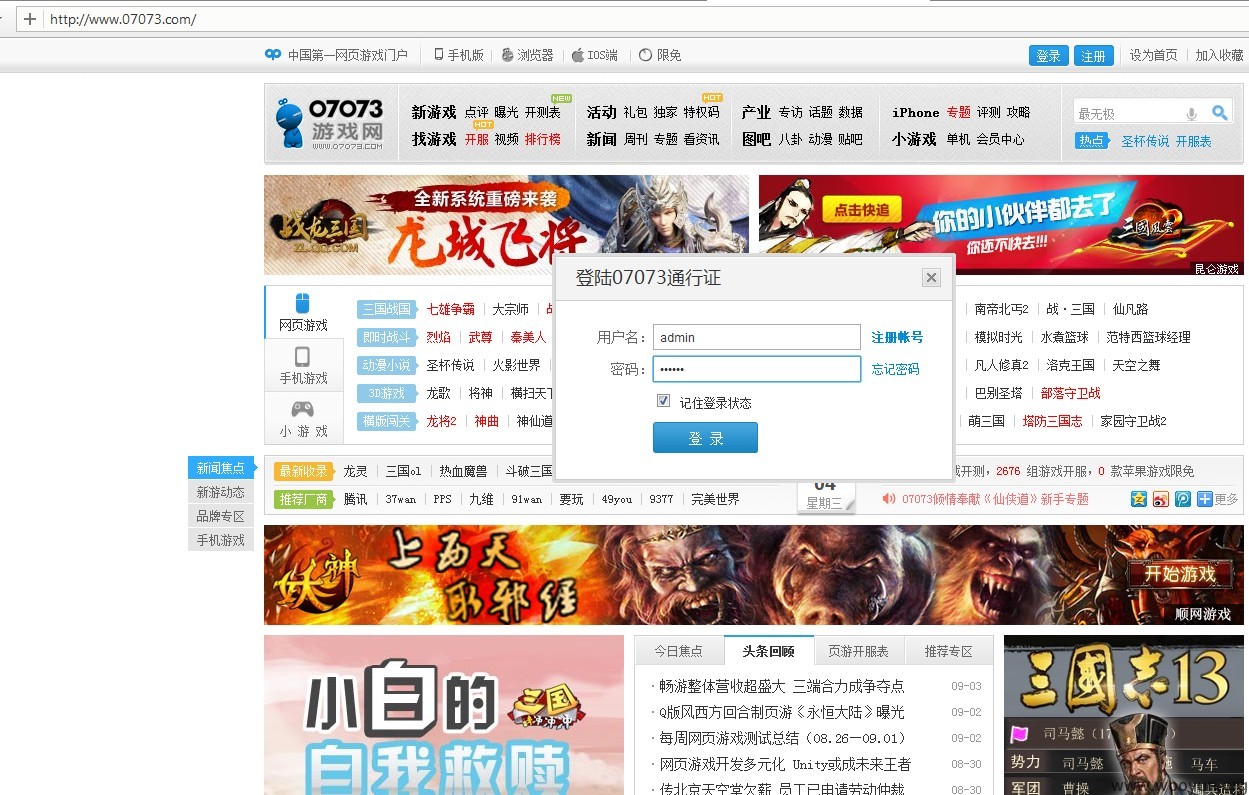 http://www.07073.com/
中国第一网页游戏门户 手机版 浏览器 IOS端 限免 登录 注册 设为首页 加入收藏
07073 游戏网 WWW.07073.COM
新游戏 点评 曝光 开测表 NEW
活动 礼包 独家 特权码 HOT
产业 专访 话题 数据
iPhone 专题 评测 攻略
最无极
找游戏 开服 HOT 视频 排行榜
新闻 周刊 专题 看资讯
图吧 八卦 动漫 贴吧
小游戏 单机 会员中心
热点 圣杯传说 开服表
战龙三国 ZL.QQ.COM
全新系统重磅来袭
龙城飞将
点击快追
你的小伙伴都去了
你还不快去!!!
三國風雲
昆仑游戏
登陆07073通行证
用户名： admin 注册帐号
密码： •••••• 忘记密码
记住登录状态
登 录
网页游戏
手机游戏
小 游 戏
三国战国 七雄争霸 大宗师
即时战斗 烈焰 武尊 秦美人
动漫小说 圣杯传说 火影世界
3D游戏 龙歌 将神 横扫天下
横版闯关 龙将2 神曲 神仙道
南帝北丐2 战·三国 仙凡路
模拟时光 水煮篮球 范特西篮球经理
凡人修真2 洛克王国 天空之舞
巴别圣塔 部落守卫战
萌三国 塔防三国志 家园守卫战2
新闻焦点
新游动态
品牌专区
手机游戏
最新收录 龙灵 三国ol 热血魔兽 斗破三国
戏开测，2676 组游戏开服，0 款苹果游戏限免
推荐厂商 腾讯 37wan PPS 九维 91wan 要玩 49you 9377 完美世界
04
星期三
07073倾情奉献《仙侠道》新手专题
更多
妖神
上西天
取邪经
开始游戏
顺网游戏
小白的
三国
自我救赎
今日焦点 头条回顾 页游开服表 推荐专区
·畅游整体营收超盛大 三端合力成争夺点 09-03
·Q版风西方回合制页游《永恒大陆》曝光 09-02
·每周网页游戏测试总结（08.26—09.01） 09-02
·网页游戏开发多元化 Unity或成未来王者 08-30
·传北京天空堂欠薪 员工已申请劳动仲裁 08-30
三國志13
司马懿
势力 司马懿 马车
军团 曹操